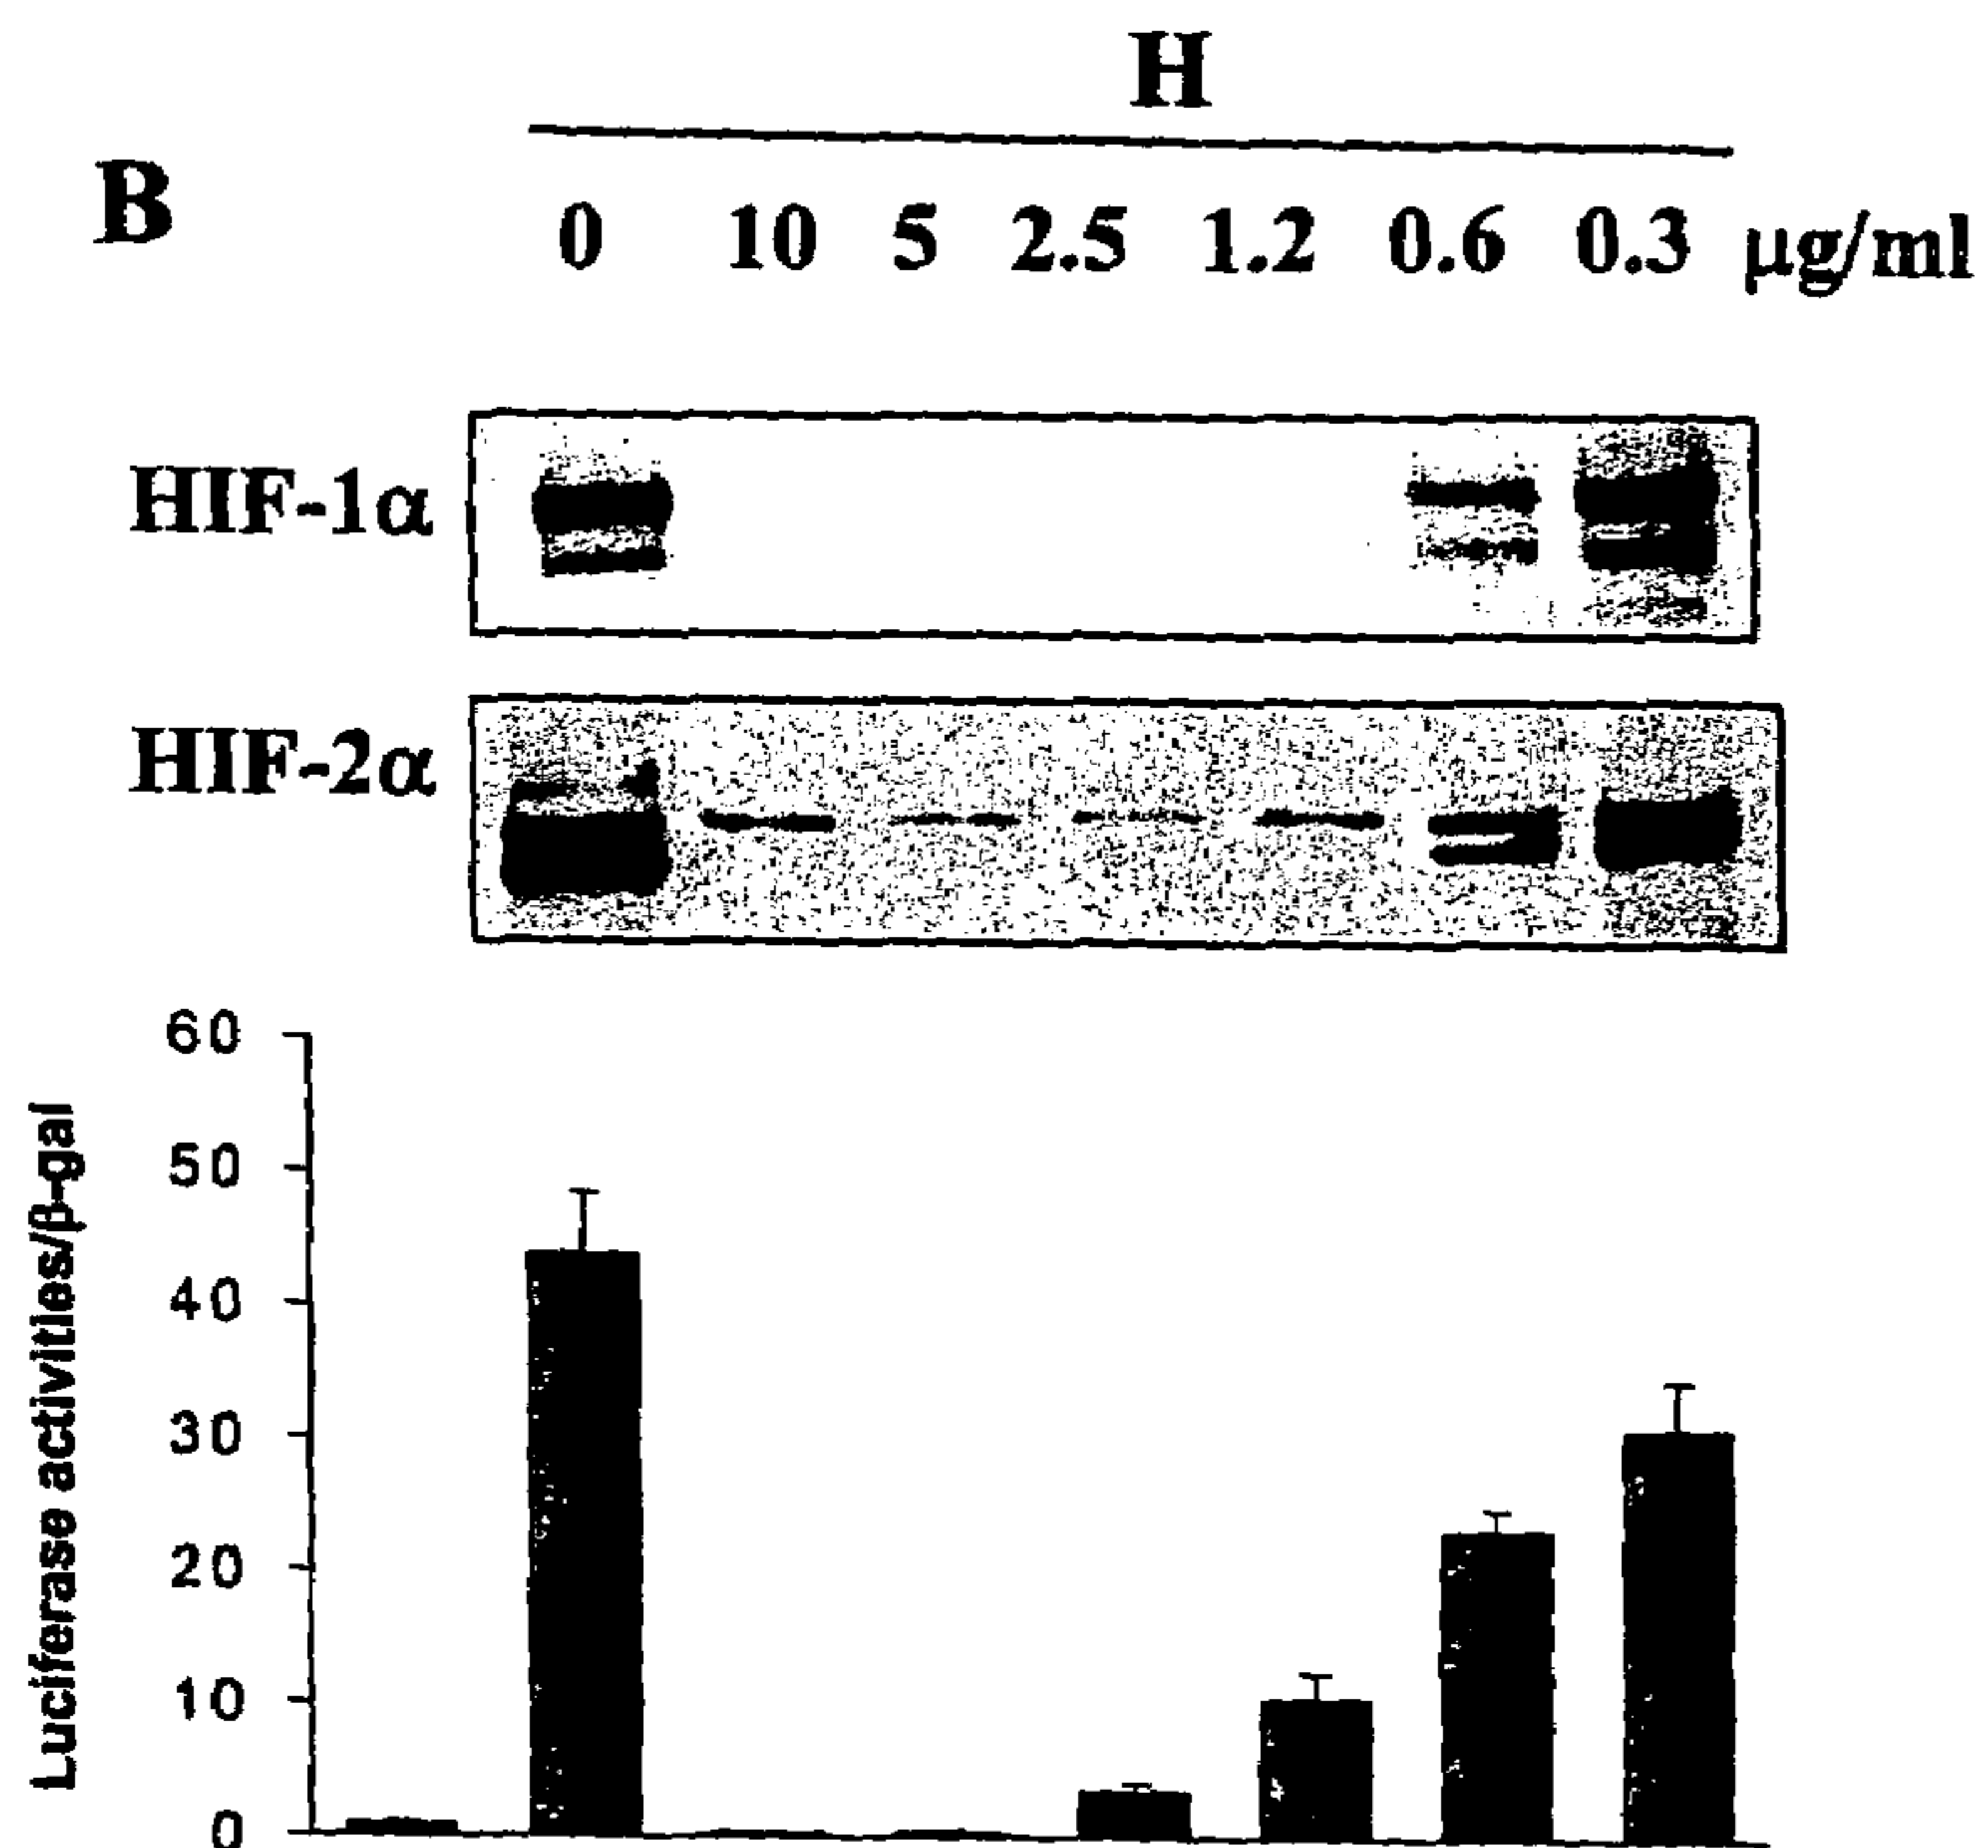 H
B 0 10 5 2.5 1.2 0.6 0.3 μg/ml
HIF-1α
HIF-2α
60
50
40
30
20
10
0
Luciferase activities/β-gal